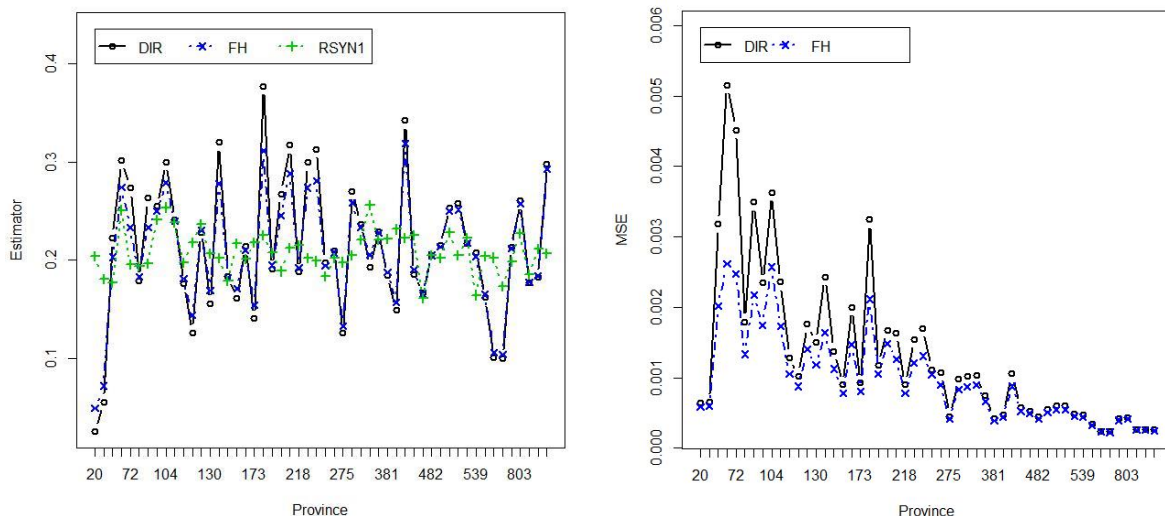 DIR FH RSYN1
Estimator
0.4
0.3
0.2
0.1
20 72 104 130 173 218 275 381 482 539 803
Province
DIR FH
MSE
0.006
0.005
0.004
0.003
0.002
0.001
0.000
20 72 104 130 173 218 275 381 482 539 803
Province